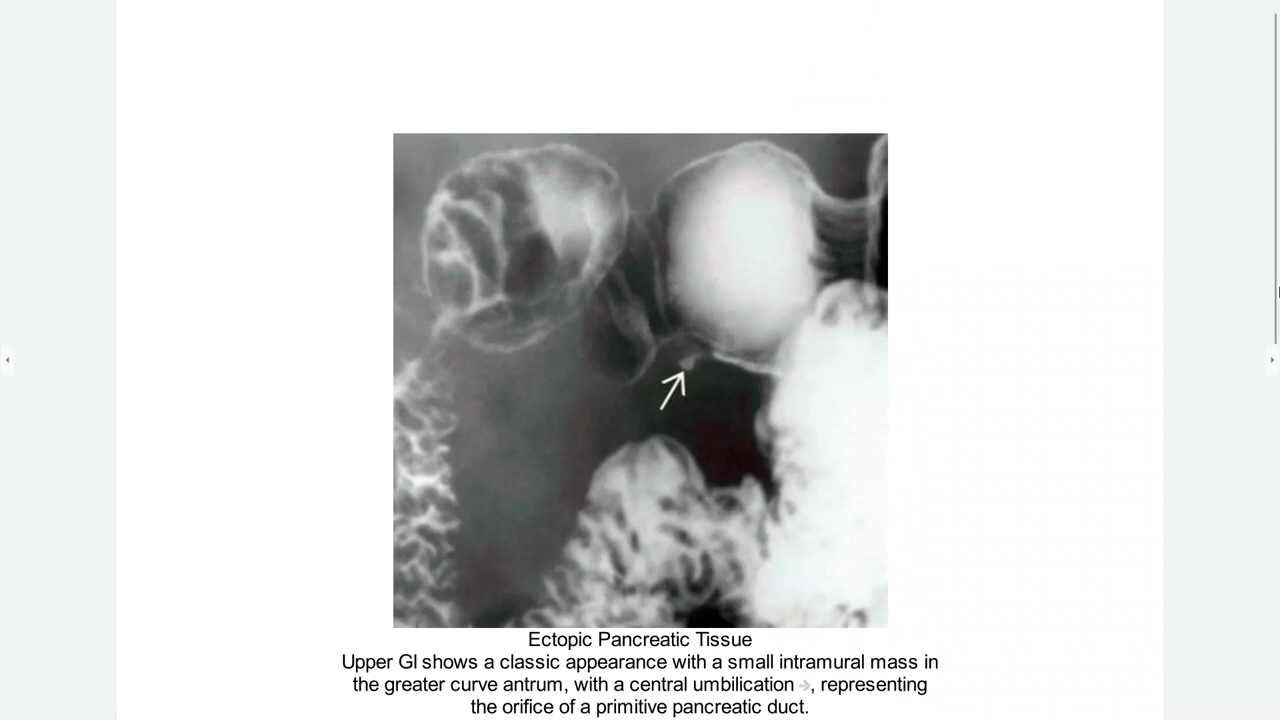 Ectopic Pancreatic Tissue
Upper GI shows a classic appearance with a small intramural mass in
the greater curve antrum, with a central umbilication →, representing
the orifice of a primitive pancreatic duct.